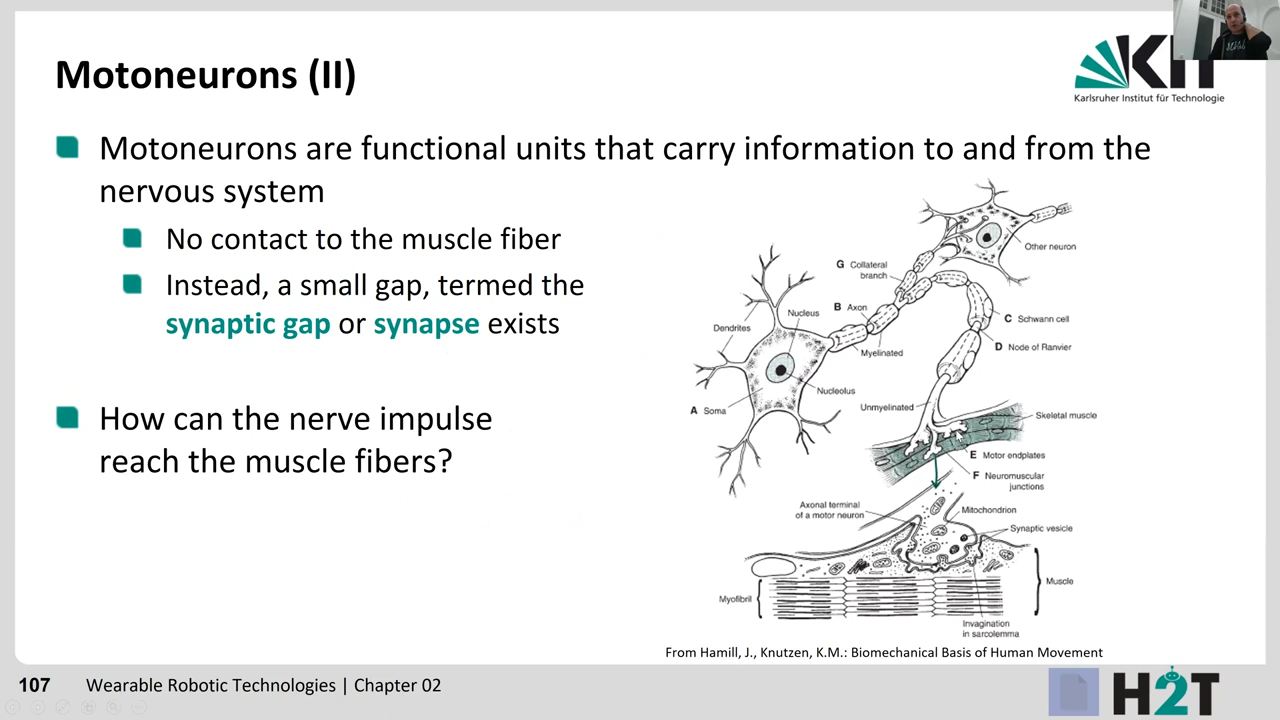 Motoneurons (II)
KIT
Karlsruher Institut für Technologie
Motoneurons are functional units that carry information to and from the
nervous system
No contact to the muscle fiber
Instead, a small gap, termed the
synaptic gap or synapse exists
How can the nerve impulse
reach the muscle fibers?
Other neuron
G Collateral
branch
B Axon
Nucleus
C Schwann cell
Dendrites
D Node of Ranvier
Myelinated
Nucleolus
A Soma
Unmyelinated
Skeletal muscle
E Motor endplates
F Neuromuscular
junctions
Axonal terminal
of a motor neuron
Mitochondrion
Synaptic vesicle
Muscle
Myofibril
Invagination
in sarcolemma
From Hamill, J., Knutzen, K.M.: Biomechanical Basis of Human Movement
107 Wearable Robotic Technologies | Chapter 02
H2T